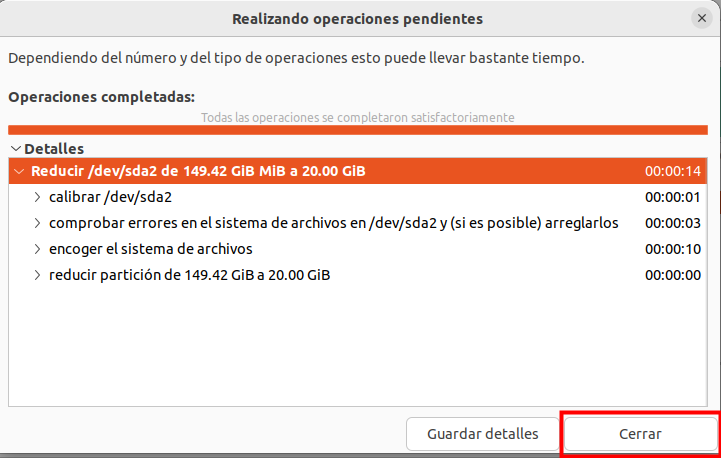 Realizando operaciones pendientes
Dependiendo del número y del tipo de operaciones esto puede llevar bastante tiempo.
Operaciones completadas:
Todas las operaciones se completaron satisfactoriamente
Detalles
Reducir /dev/sda2 de 149.42 GiB MiB a 20.00 GiB 00:00:14
calibrar /dev/sda2 00:00:01
comprobar errores en el sistema de archivos en /dev/sda2 y (si es posible) arreglarlos 00:00:03
encoger el sistema de archivos 00:00:10
reducir partición de 149.42 GiB a 20.00 GiB 00:00:00
Guardar detalles Cerrar